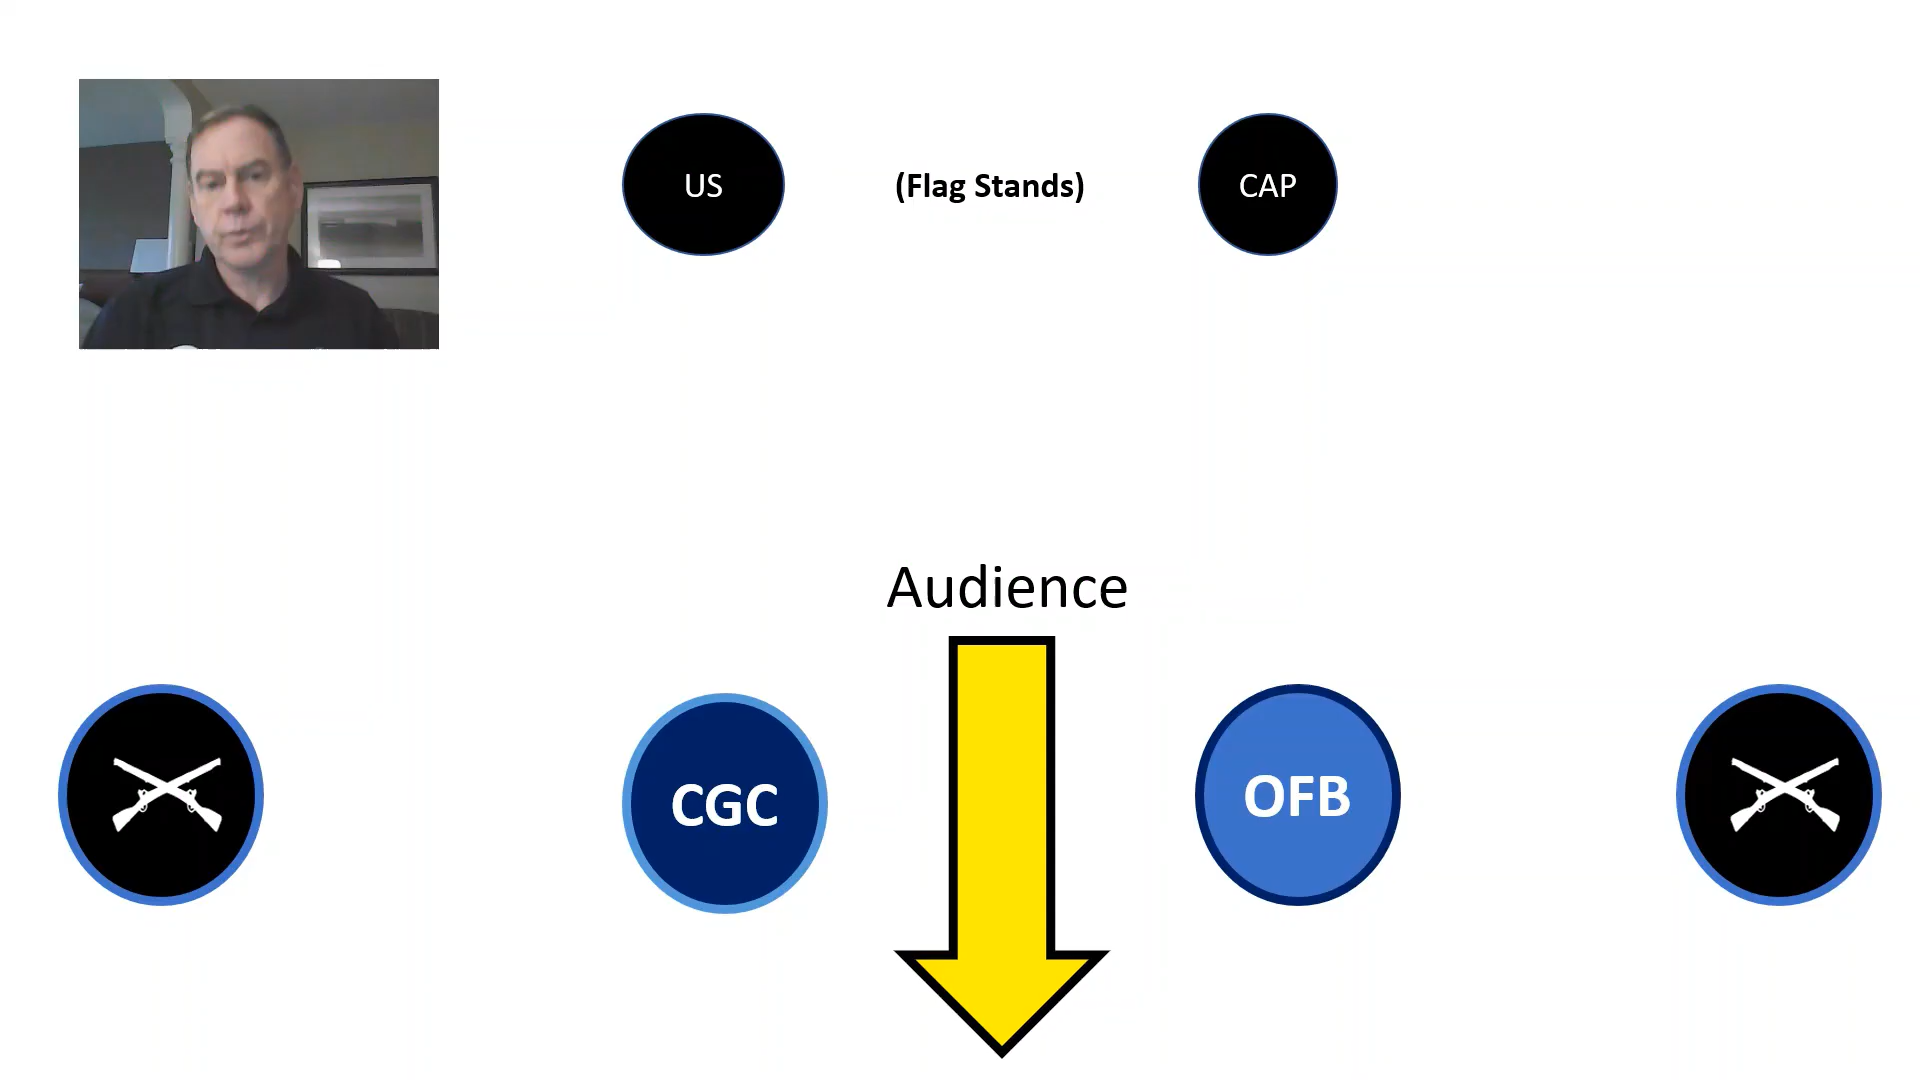 US
(Flag Stands)
CAP
Audience
CGC
OFB